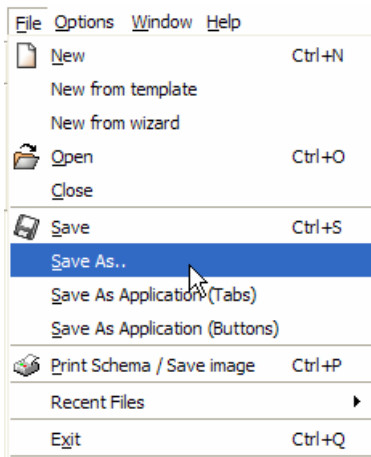 File Options Window Help
New Ctrl+N
New from template
New from wizard
Open Ctrl+O
Close
Save Ctrl+S
Save As..
Save As Application (Tabs)
Save As Application (Buttons)
Print Schema / Save image Ctrl+P
Recent Files
Exit Ctrl+Q